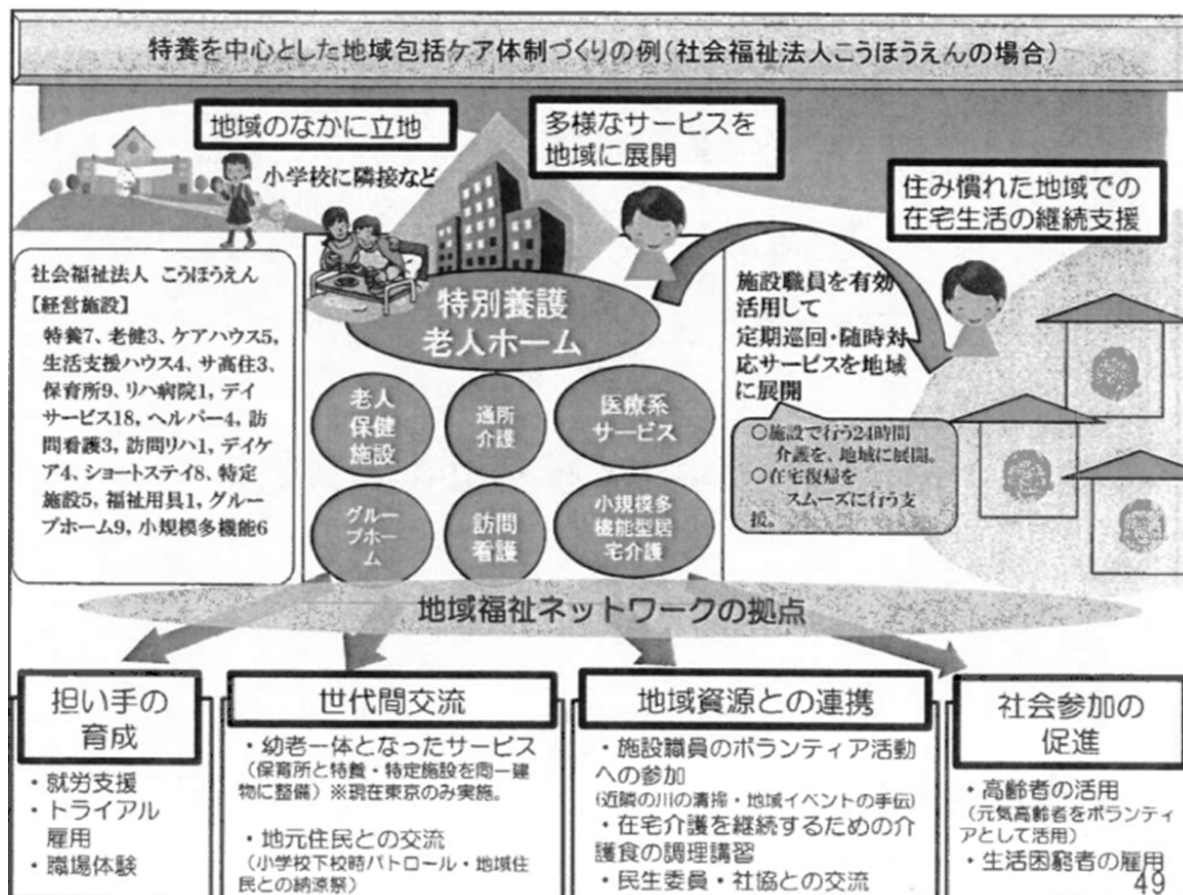 特養を中心とした地域包括ケア体制づくりの例(社会福祉法人こうほうえんの場合)
地域のなかに立地
小学校に隣接など
多様なサービスを
地域に展開
住み慣れた地域での
在宅生活の継続支援
社会福祉法人 こうほうえん
【経営施設】
特養7、老健3、ケアハウス5,
生活支援ハウス4、サ高住3、
保育所9、リハ病院1、デイ
サービス18, ヘルパー4, 訪
問看護3, 訪問リハ1, デイケ
ア4, ショートステイ8, 特定
施設5, 福祉用具1, グルー
プホーム9, 小規模多機能6
特別養護
老人ホーム
老人
保健
施設
通所
介護
医療系
サービス
グルー
プホー
ム
訪問
看護
小規模多
機能型居
宅介護
施設職員を有効
活用して
定期巡回・随時対
応サービスを地域
に展開
○施設で行う24時間
介護を、地域に展開。
○在宅復帰を
スムーズに行う支
援。
地域福祉ネットワークの拠点
担い手の
育成
・就労支援
・トライアル
雇用
・職場体験
世代間交流
・幼老一体となったサービス
(保育所と特養・特定施設を同一建
物に整備)※現在東京のみ実施。
・地元住民との交流
(小学校下校時パトロール・地域住
民との納涼祭)
地域資源との連携
・施設職員のボランティア活動
への参加
(近隣の川の清掃・地域イベントの手伝)
・在宅介護を継続するための介
護食の調理講習
・民生委員・社協との交流
社会参加の
促進
・高齢者の活用
(元気高齢者をボランティ
アとして活用)
・生活困窮者の雇用
49